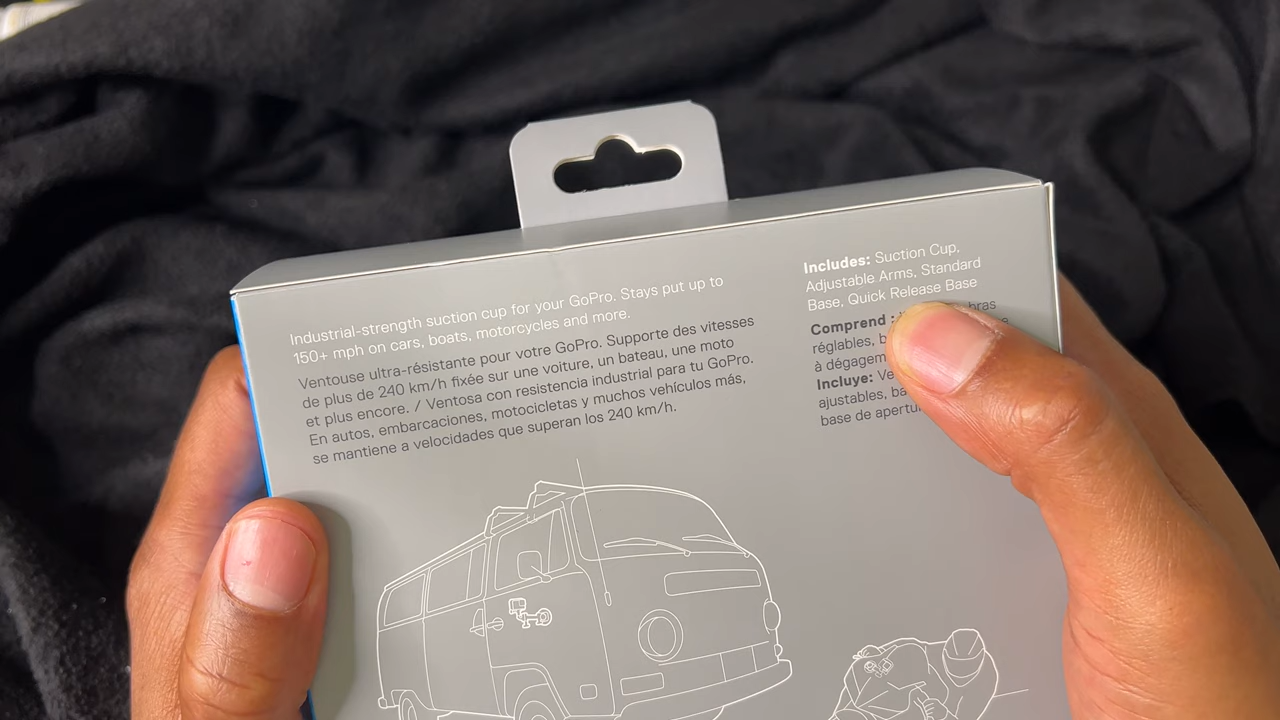 Industrial-strength suction cup for your GoPro. Stays put up to
150+ mph on cars, boats, motorcycles and more.
Ventouse ultra-résistante pour votre GoPro. Supporte des vitesses
de plus de 240 km/h fixée sur une voiture, un bateau, une moto
et plus encore. / Ventosa con resistencia industrial para tu GoPro.
En autos, embarcaciones, motocicletas y muchos vehículos más,
se mantiene a velocidades que superan los 240 km/h.
Includes: Suction Cup,
Adjustable Arms, Standard
Base, Quick Release Base
Comprend : bras
réglables,
à
Incluye:
ajustables,
base de